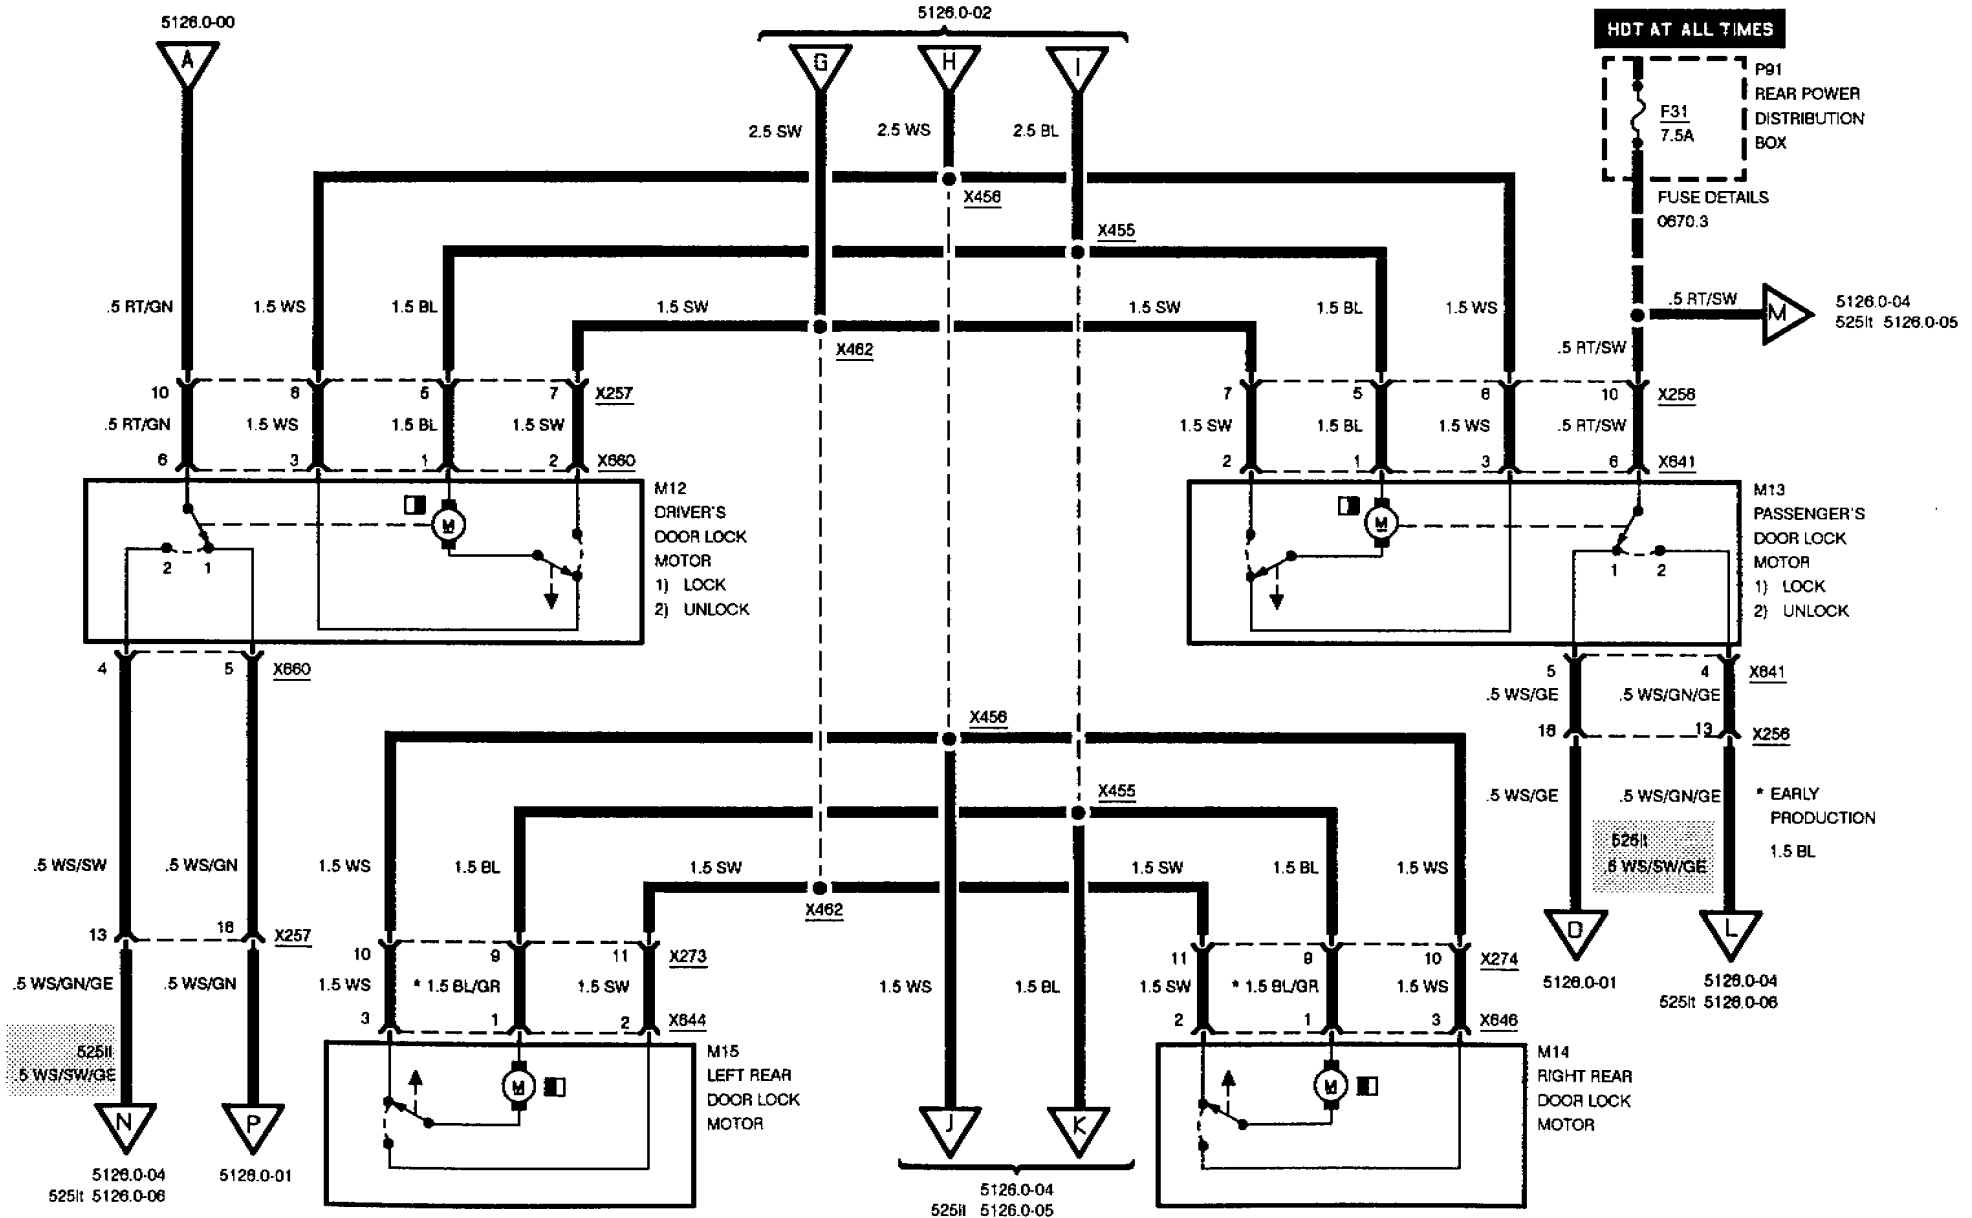 5126.0-00
A
5126.0-02
G
H
I
HOT AT ALL TIMES
P91
REAR POWER
DISTRIBUTION
BOX
F31
7.5A
FUSE DETAILS
0670.3
2.5 SW
2.5 WS
2.5 BL
X456
X455
X462
.5 RT/GN
1.5 WS
1.5 BL
1.5 SW
1.5 SW
1.5 BL
1.5 WS
.5 RT/SW
M
5126.0-04
525it 5126.0-05
.5 RT/SW
10
6
5
7
X257
7
5
6
10
X256
.5 RT/GN
1.5 WS
1.5 BL
1.5 SW
1.5 SW
1.5 BL
1.5 WS
.5 RT/SW
6
3
1
2
X660
2
1
3
6
X641
M12
DRIVER'S
DOOR LOCK
MOTOR
1) LOCK
2) UNLOCK
M
2
1
M13
PASSENGER'S
DOOR LOCK
MOTOR
1) LOCK
2) UNLOCK
M
1
2
4
5
X660
5
4
X641
.5 WS/GE
.5 WS/GN/GE
16
13
X256
X456
X455
X462
.5 WS/GE
.5 WS/GN/GE
* EARLY
PRODUCTION
1.5 BL
525it
.5 WS/SW/GE
.5 WS/SW
.5 WS/GN
1.5 WS
1.5 BL
1.5 SW
1.5 SW
1.5 BL
1.5 WS
13
16
X257
10
9
11
X273
11
9
10
X274
D
5126.0-01
L
5126.0-04
525it 5126.0-06
.5 WS/GN/GE
.5 WS/GN
1.5 WS
* 1.5 BL/GR
1.5 SW
1.5 WS
1.5 BL
1.5 SW
* 1.5 BL/GR
1.5 WS
3
1
2
X644
2
1
3
X646
525it
.5 WS/SW/GE
M15
LEFT REAR
DOOR LOCK
MOTOR
M
M14
RIGHT REAR
DOOR LOCK
MOTOR
M
N
P
J
K
5126.0-04
525it 5126.0-06
5126.0-01
5126.0-04
525it 5126.0-05